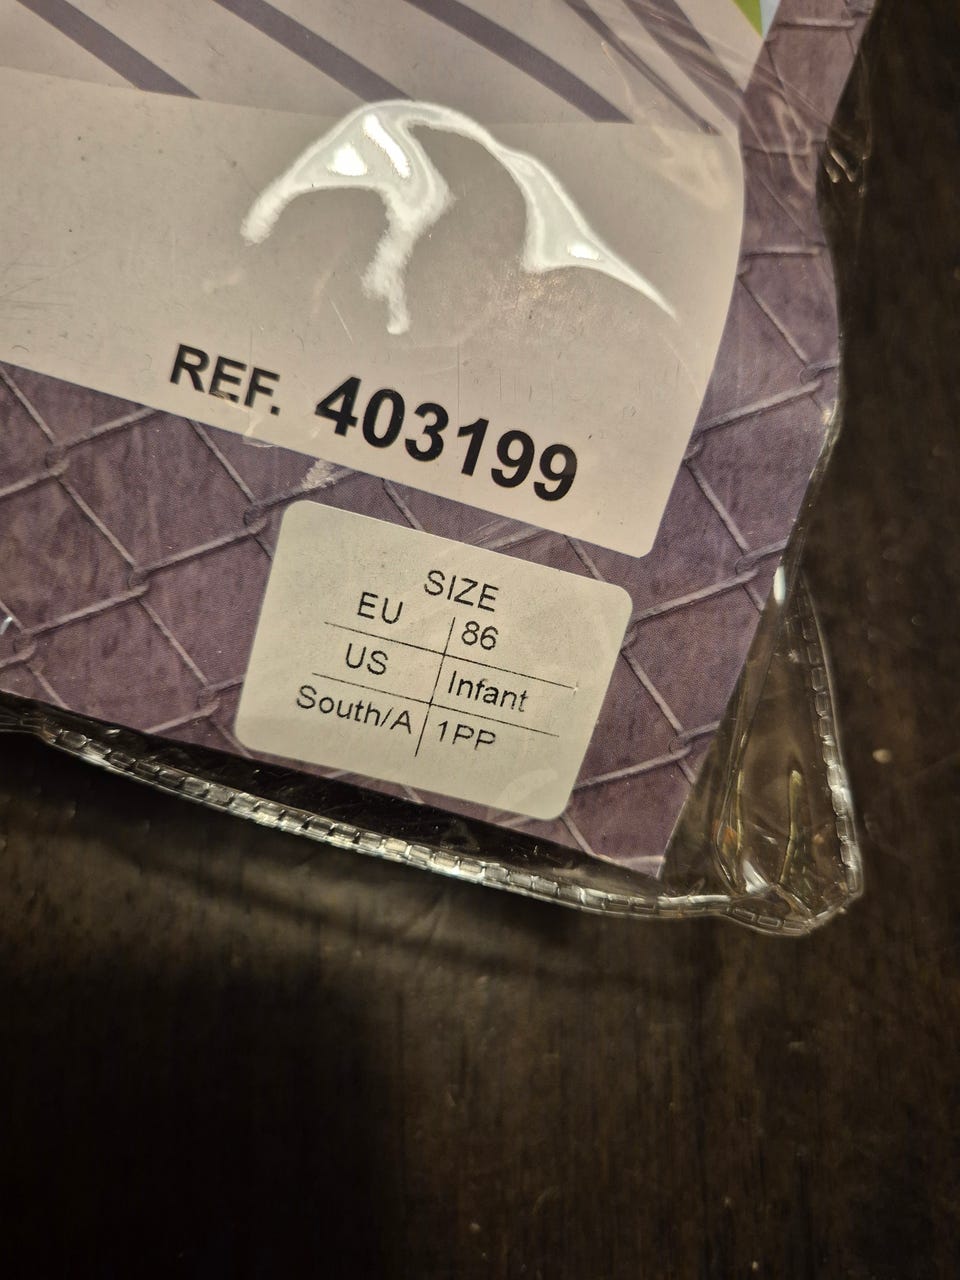 REF. 403199
SIZE
EU 86
US Infant
South/A 1PP